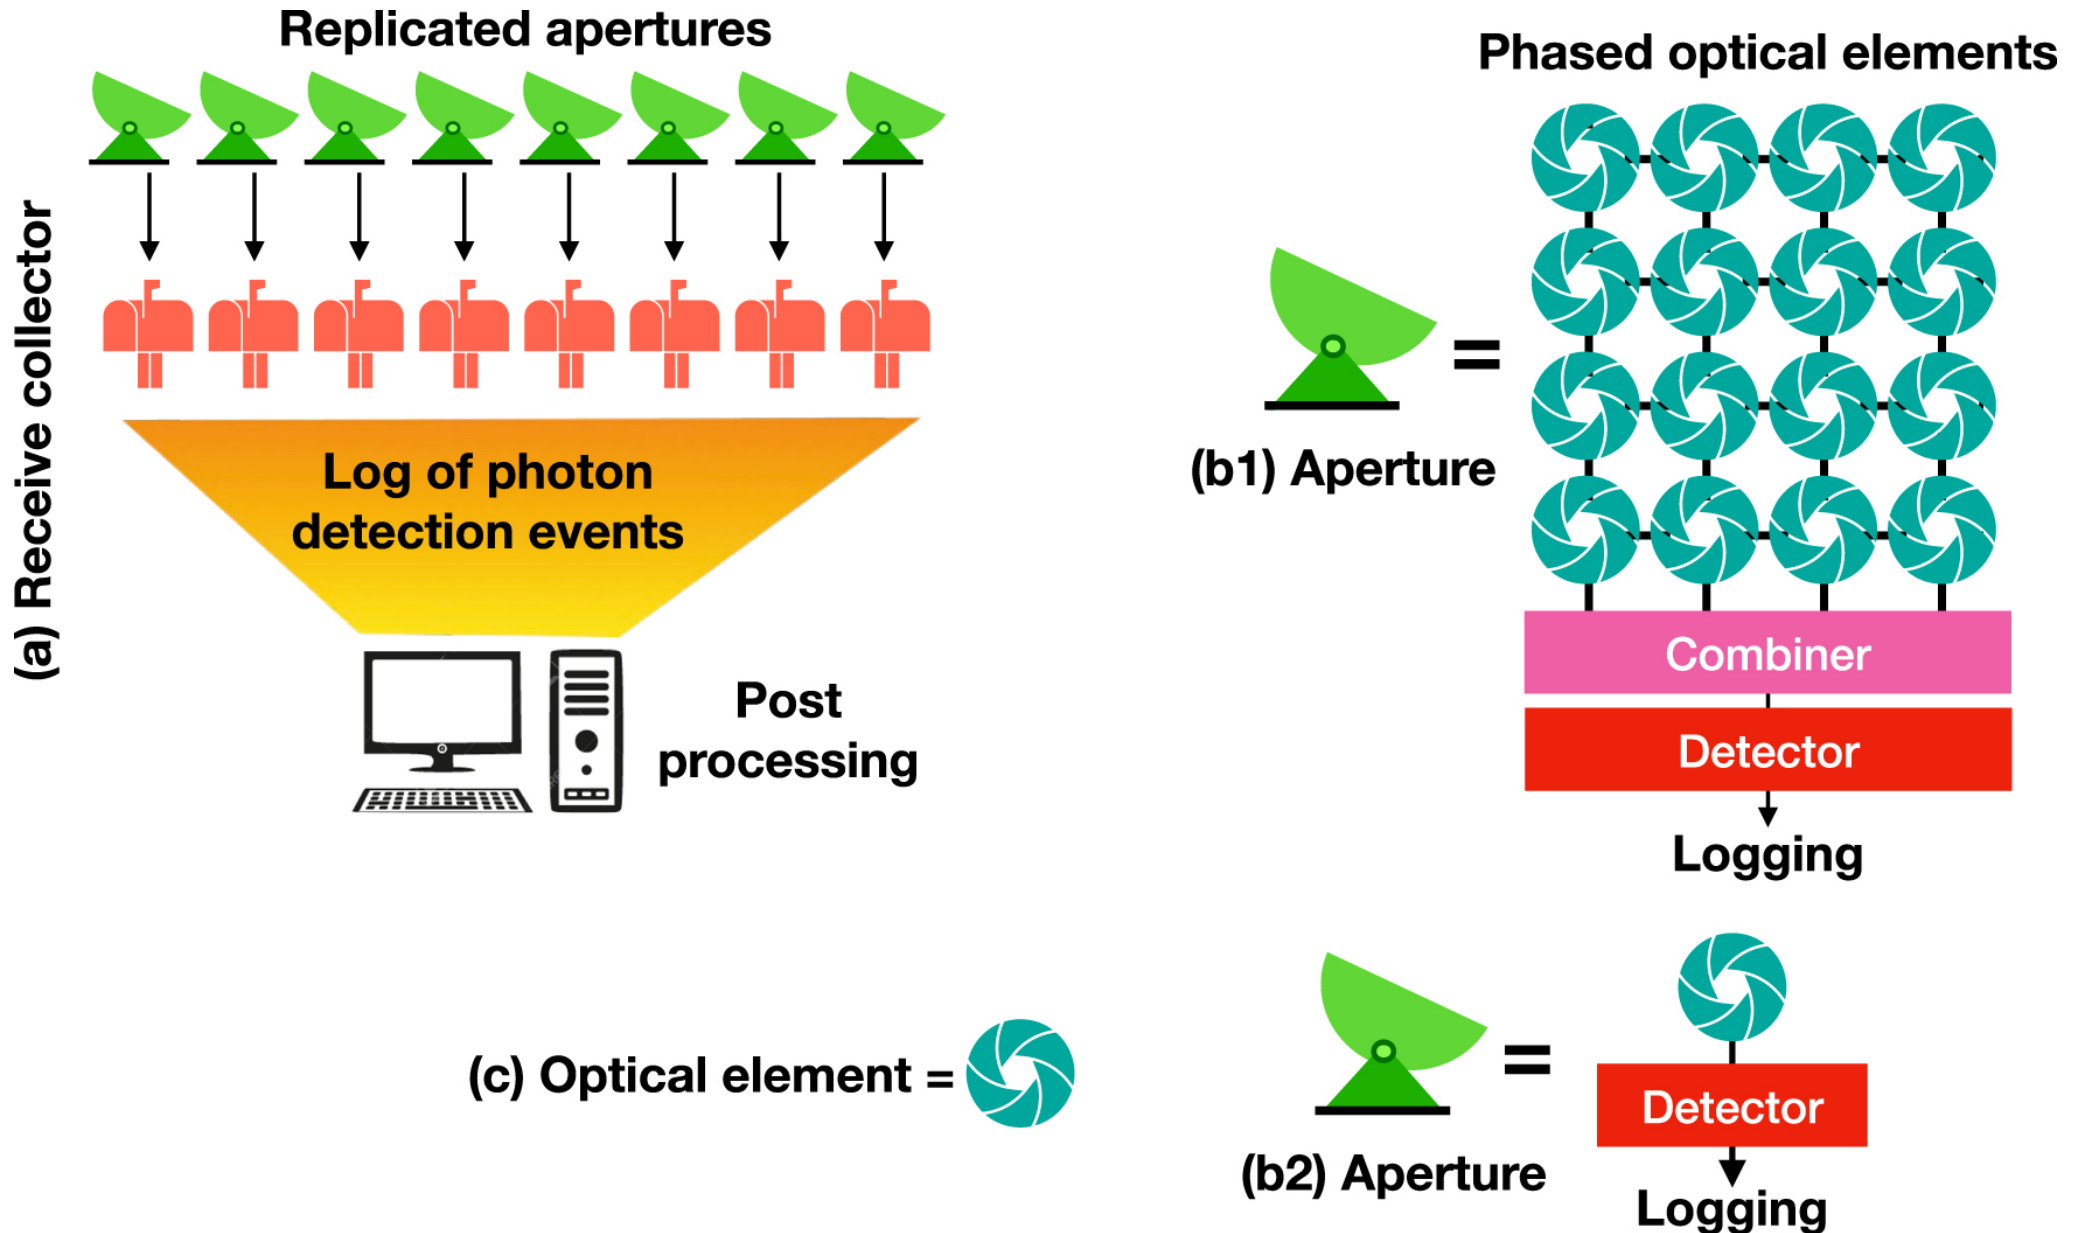 Replicated apertures
(a) Receive collector
Log of photon
detection events
Post
processing
(c) Optical element =
Phased optical elements
=
(b1) Aperture
Combiner
Detector
Logging
=
(b2) Aperture
Detector
Logging